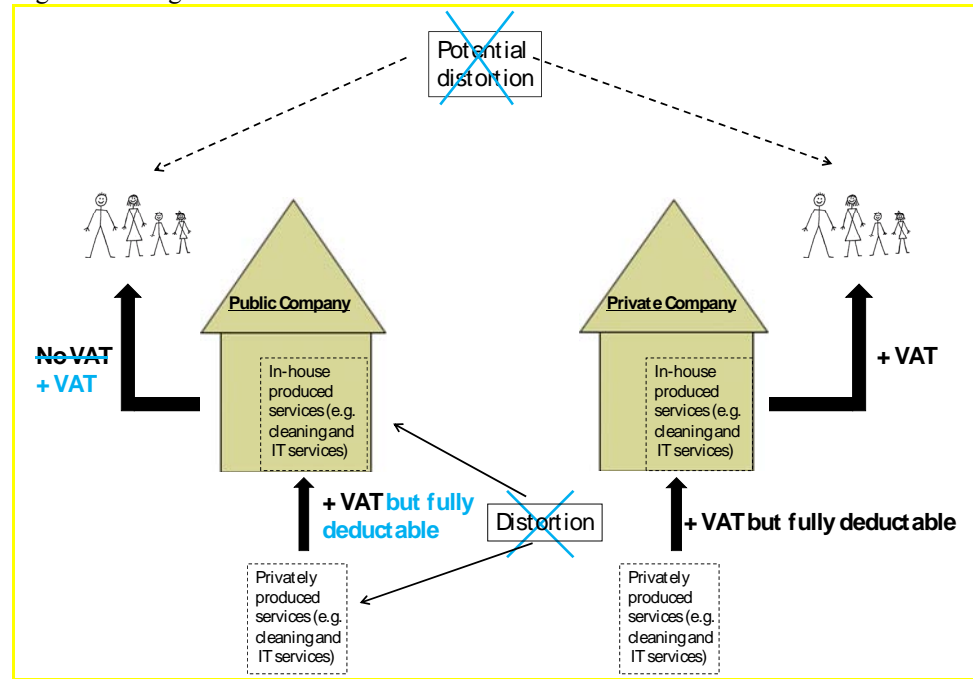 Potential
distortion
Public Company
Private Company
No VAT
+ VAT
+ VAT
In-house
produced
services (e.g.
cleaning and
IT services)
In-house
produced
services (e.g.
cleaning and
IT services)
+ VAT but fully
deductable
Distortion
+ VAT but fully deductable
Privately
produced
services (e.g.
cleaning and
IT services)
Privately
produced
services (e.g.
cleaning and
IT services)